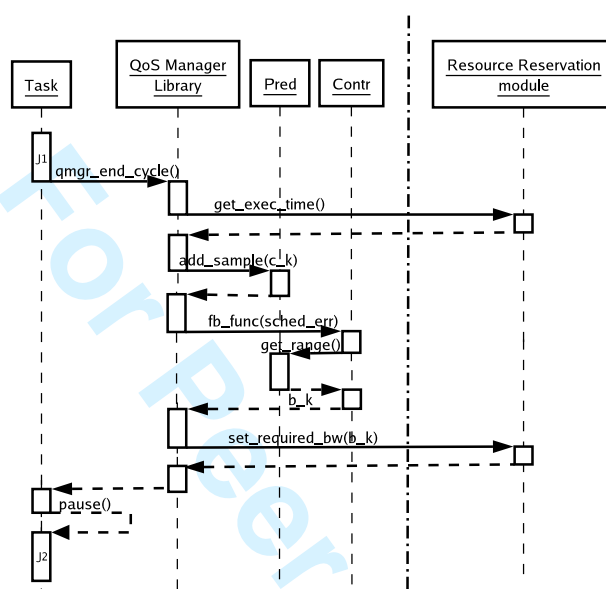 Task
QoS Manager
Library
Pred
Contr
Resource Reservation
module
J1
qmgr_end_cycle()
get_exec_time()
add_sample(c_k)
fb_func(sched_err)
get_range()
b_k
set_required_bw(b_k)
pause()
J2
For Peer